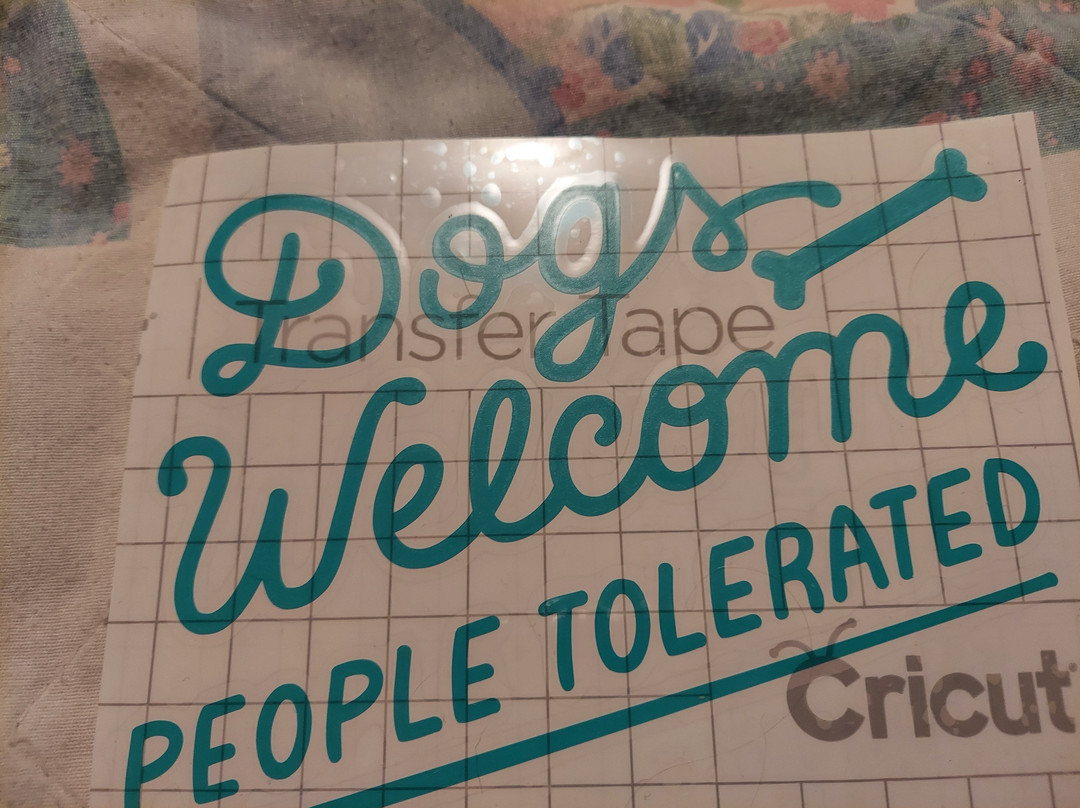 Dogs
Transfer Tape
Welcome
PEOPLE TOLERATED
Cricut